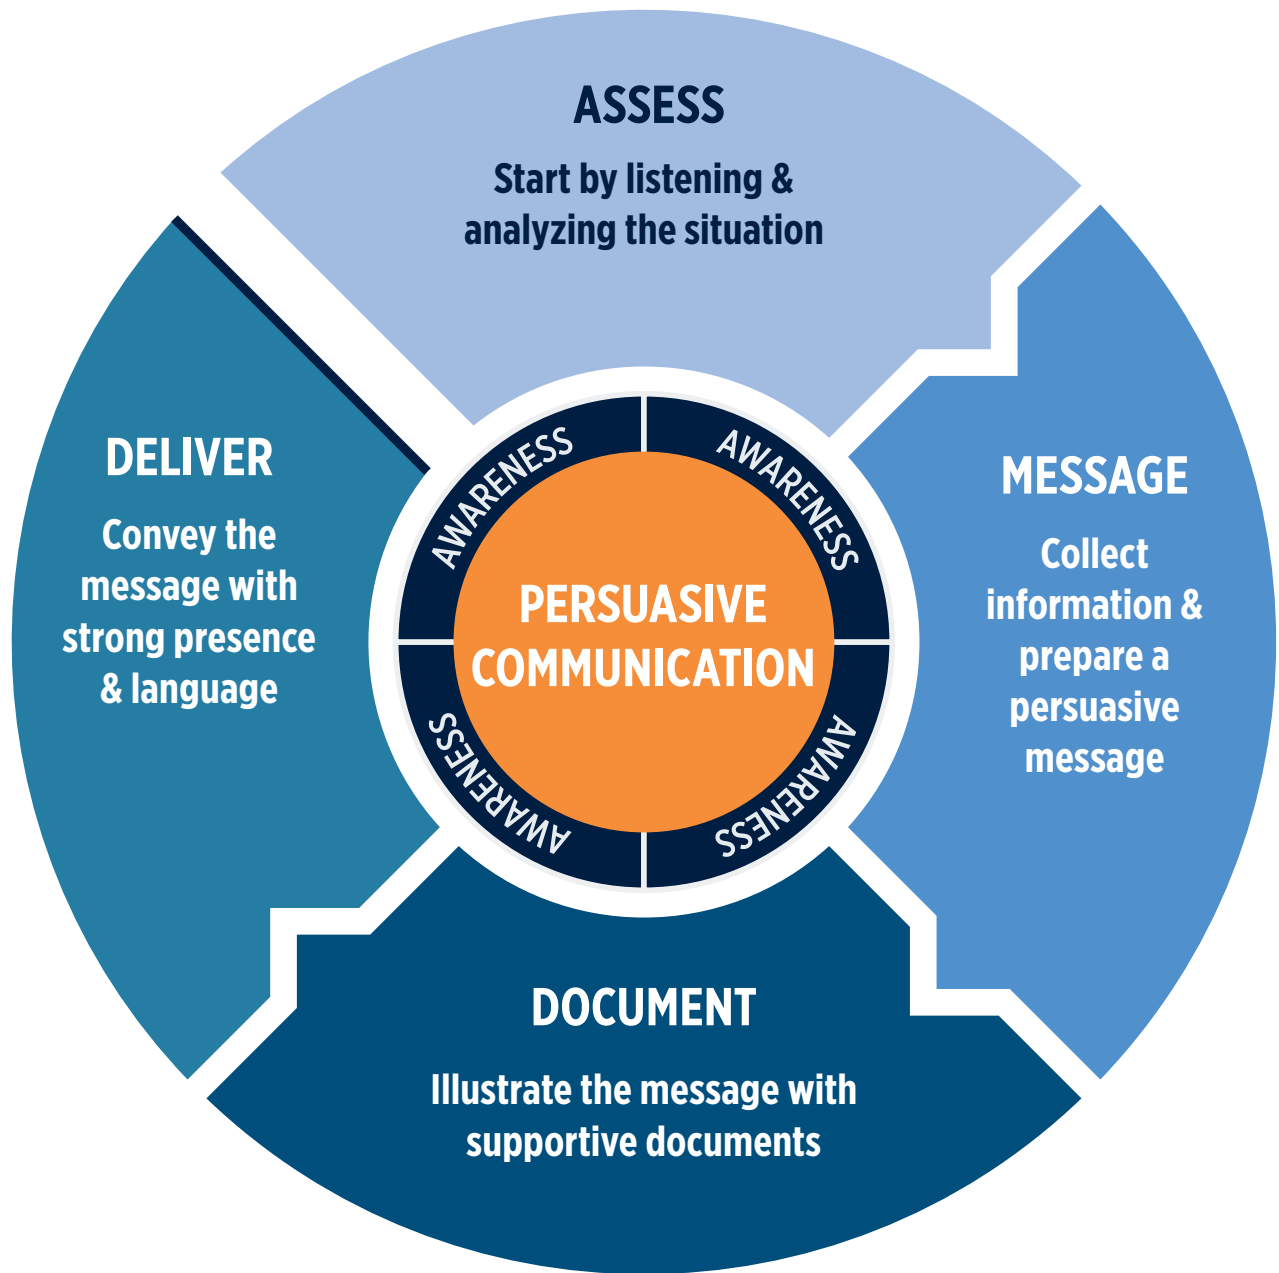 ASSESS
Start by listening &
analyzing the situation
MESSAGE
Collect
information &
prepare a
persuasive
message
DOCUMENT
Illustrate the message with
supportive documents
DELIVER
Convey the
message with
strong presence
& language
AWARENESS
AWARENESS
AWARENESS
AWARENESS
PERSUASIVE
COMMUNICATION